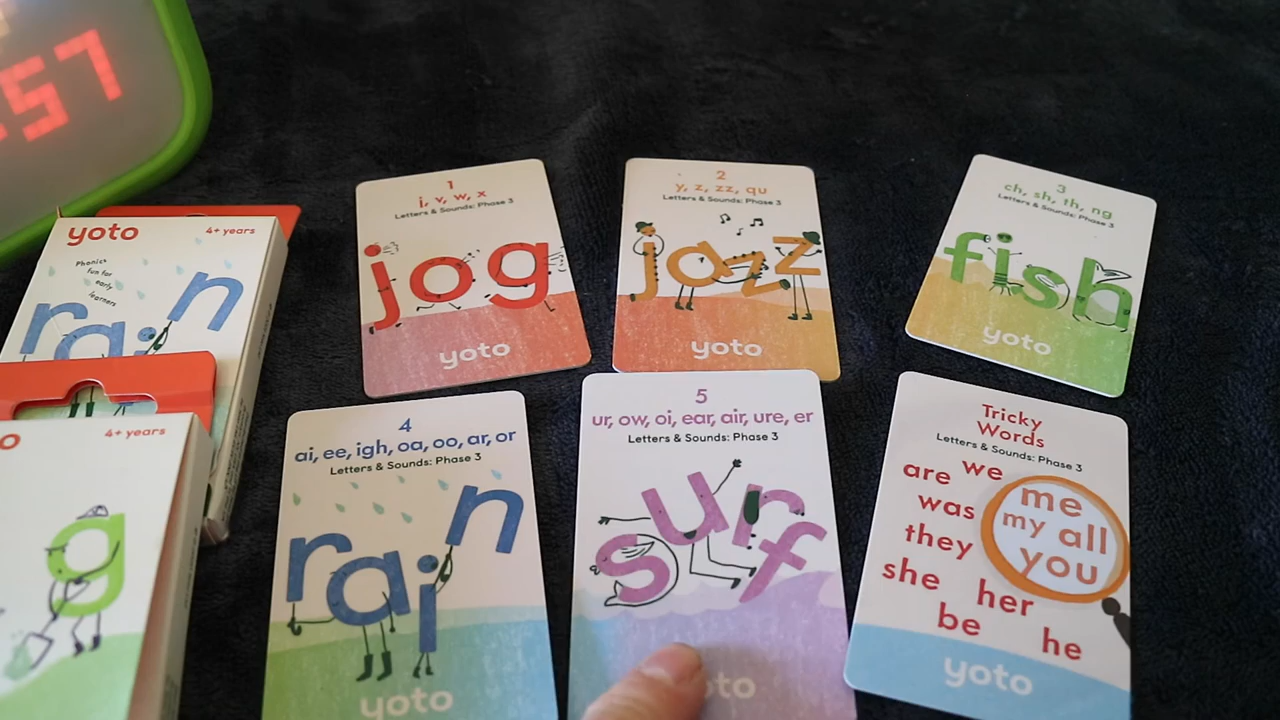 57
yoto
4+ years
Phonics
fun for
early
learners
rain
4+ years
g
1
j, v, w, x
Letters & Sounds: Phase 3
jog
yoto
2
y, z, zz, qu
Letters & Sounds: Phase 3
jazz
yoto
3
ch, sh, th, ng
Letters & Sounds: Phase 3
fish
yoto
4
ai, ee, igh, oa, oo, ar, or
Letters & Sounds: Phase 3
rain
yoto
5
ur, ow, oi, ear, air, ure, er
Letters & Sounds: Phase 3
surf
yoto
Tricky
Words
Letters & Sounds: Phase 3
are we me
was my all
they you
she her
be he
yoto